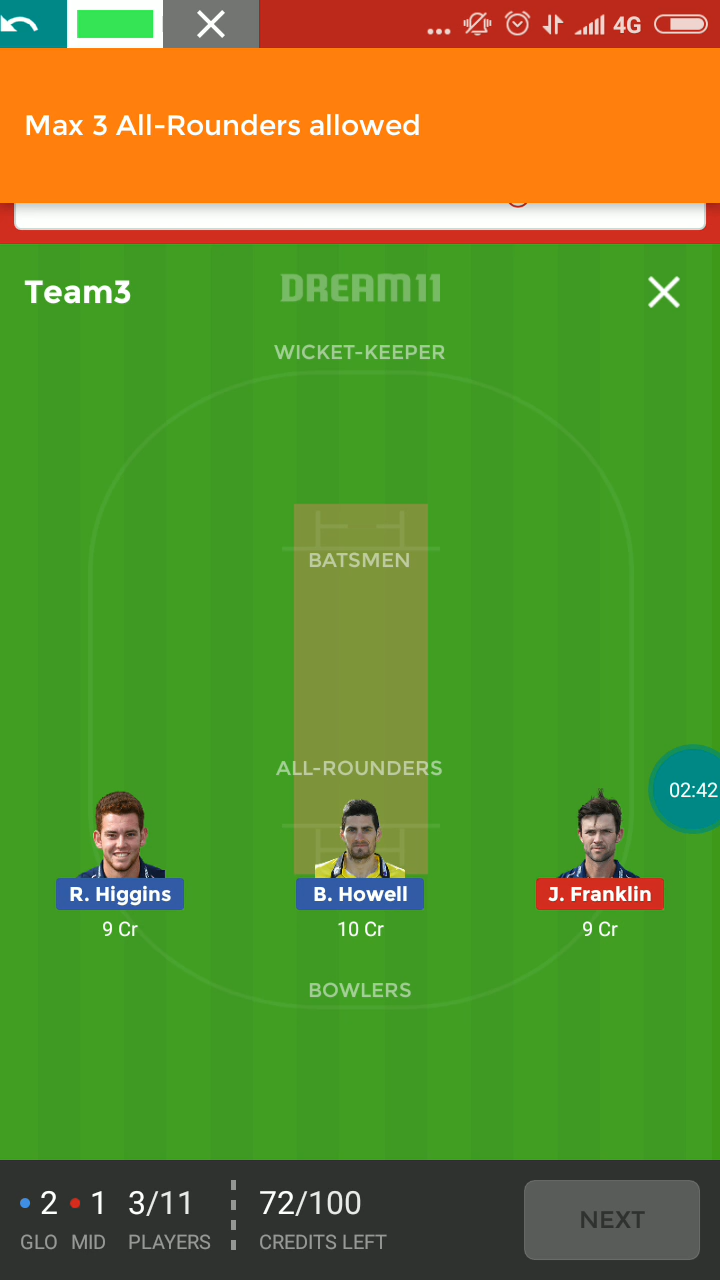 4G
Max 3 All-Rounders allowed
Team3
DREAM11
WICKET-KEEPER
BATSMEN
ALL-ROUNDERS
02:42
R. Higgins
B. Howell
J. Franklin
9 Cr
10 Cr
9 Cr
BOWLERS
2 1 3/11 72/100
GLO MID PLAYERS CREDITS LEFT
NEXT